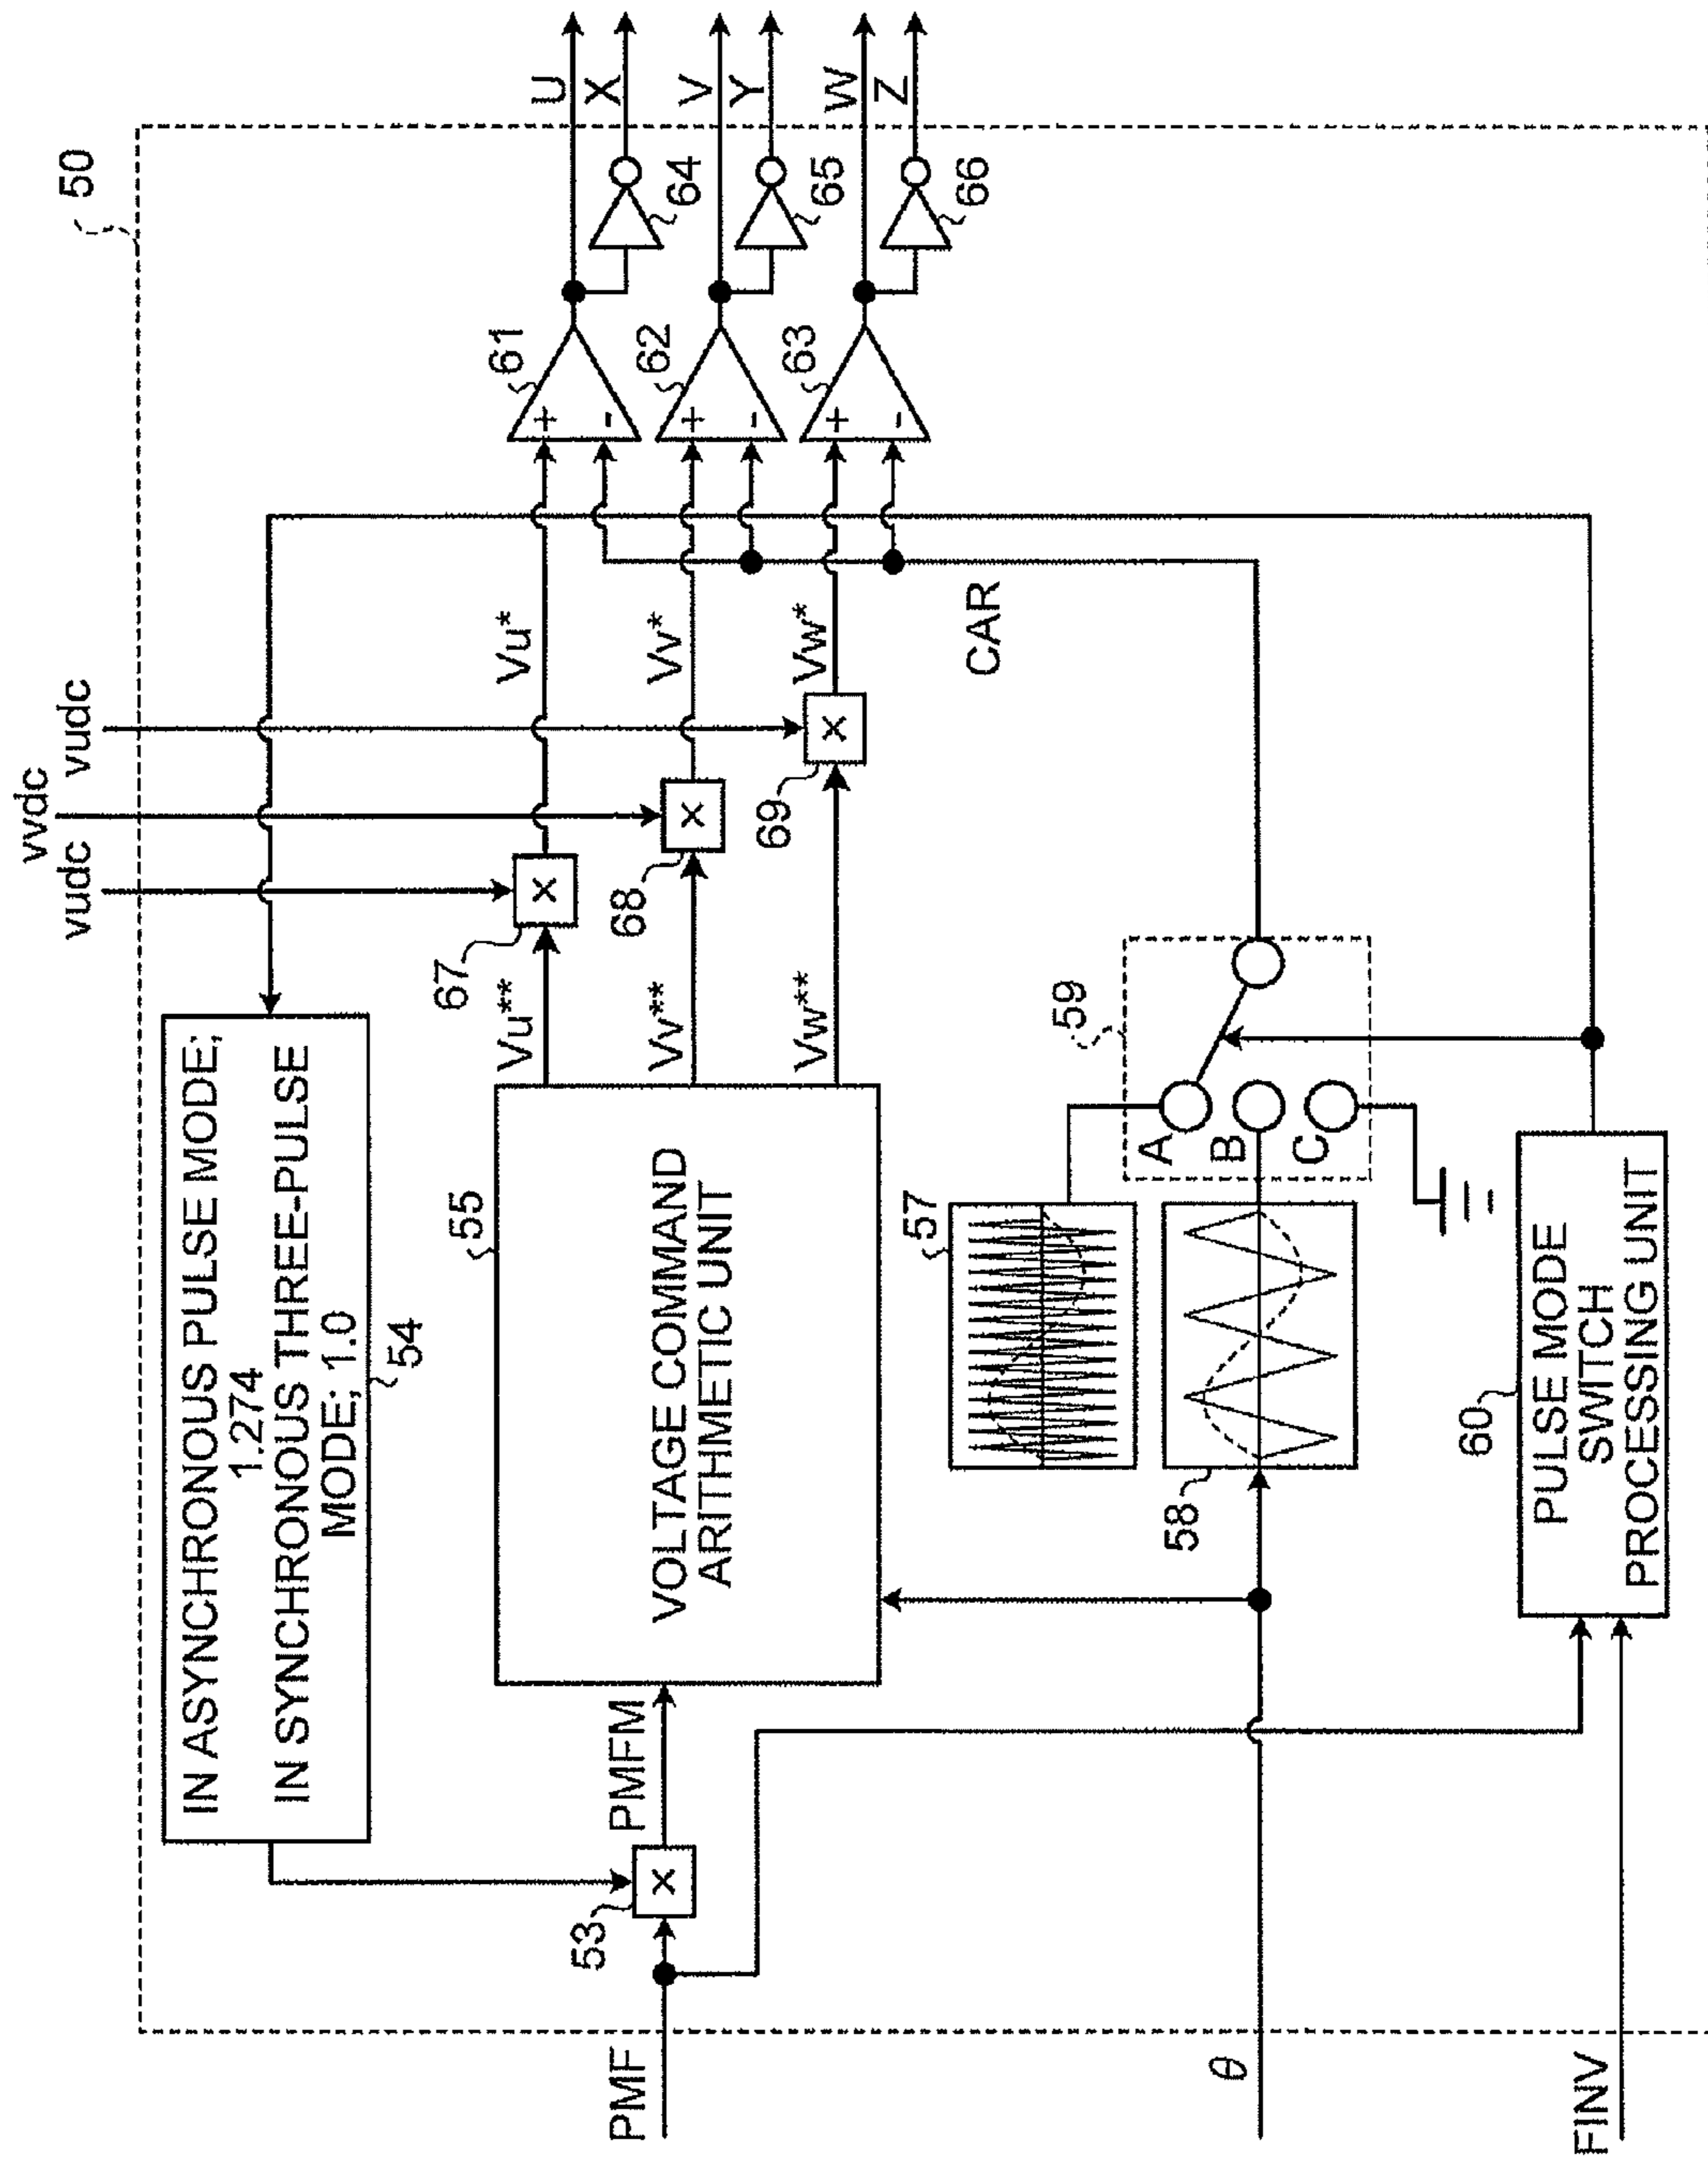 50
vudc
vvdc
vudc
IN ASYNCHRONOUS PULSE MODE;
1.274
IN SYNCHRONOUS THREE-PULSE
MODE; 1.0
54
PMF
53
×
PMFM
55
VOLTAGE COMMAND
ARITHMETIC UNIT
Vu**
Vv**
Vw**
67
×
68
×
69
×
Vu*
Vv*
Vw*
CAR
61
+
-
62
+
-
63
+
-
64
65
66
U
X
V
Y
W
Z
57
58
59
A
B
C
θ
60
PULSE MODE
SWITCH
PROCESSING UNIT
FINV